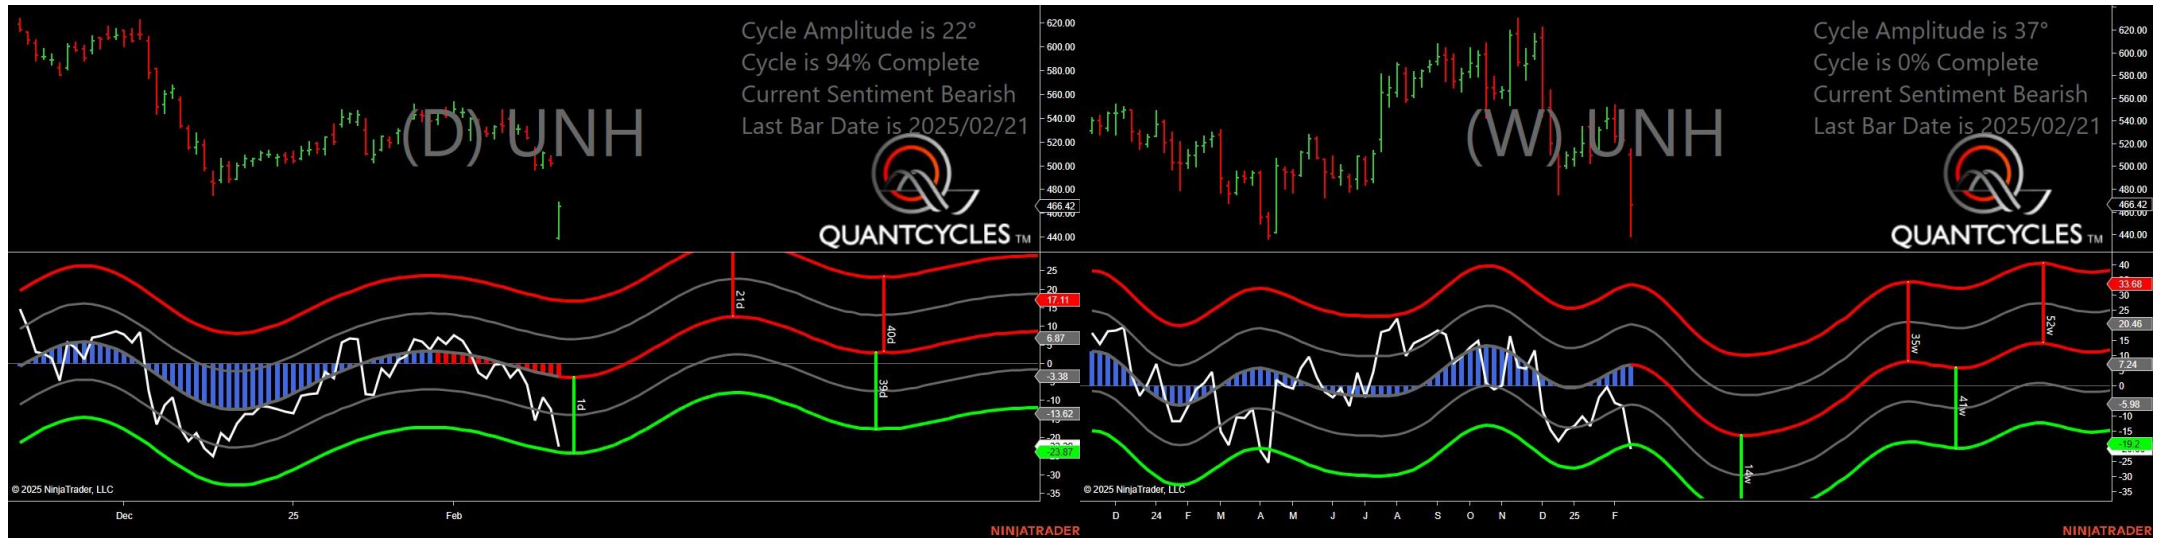 Cycle Amplitude is 22°
Cycle is 94% Complete
Current Sentiment Bearish
Last Bar Date is 2025/02/21
(D) UNH
QUANTCYCLES TM
620.00
600.00
580.00
560.00
540.00
520.00
500.00
480.00
466.42
460.00
440.00
25
20
17.11
15
10
6.87
0
-3.38
-10
-13.62
-20
-23.87
-30
-35
21d
40d
1d
39d
© 2025 NinjaTrader, LLC
Dec
25
Feb
NINJATRADER
Cycle Amplitude is 37°
Cycle is 0% Complete
Current Sentiment Bearish
Last Bar Date is 2025/02/21
(W) UNH
QUANTCYCLES TM
620.00
600.00
580.00
560.00
540.00
520.00
500.00
480.00
466.42
460.00
440.00
40
33.68
30
25
20.46
15
10
7.24
0
-5.98
-10
-15
-19.2
-25
-30
-35
35w
52w
14w
41w
© 2025 NinjaTrader, LLC
D
24
F
M
A
M
J
J
A
S
O
N
D
25
F
NINJATRADER